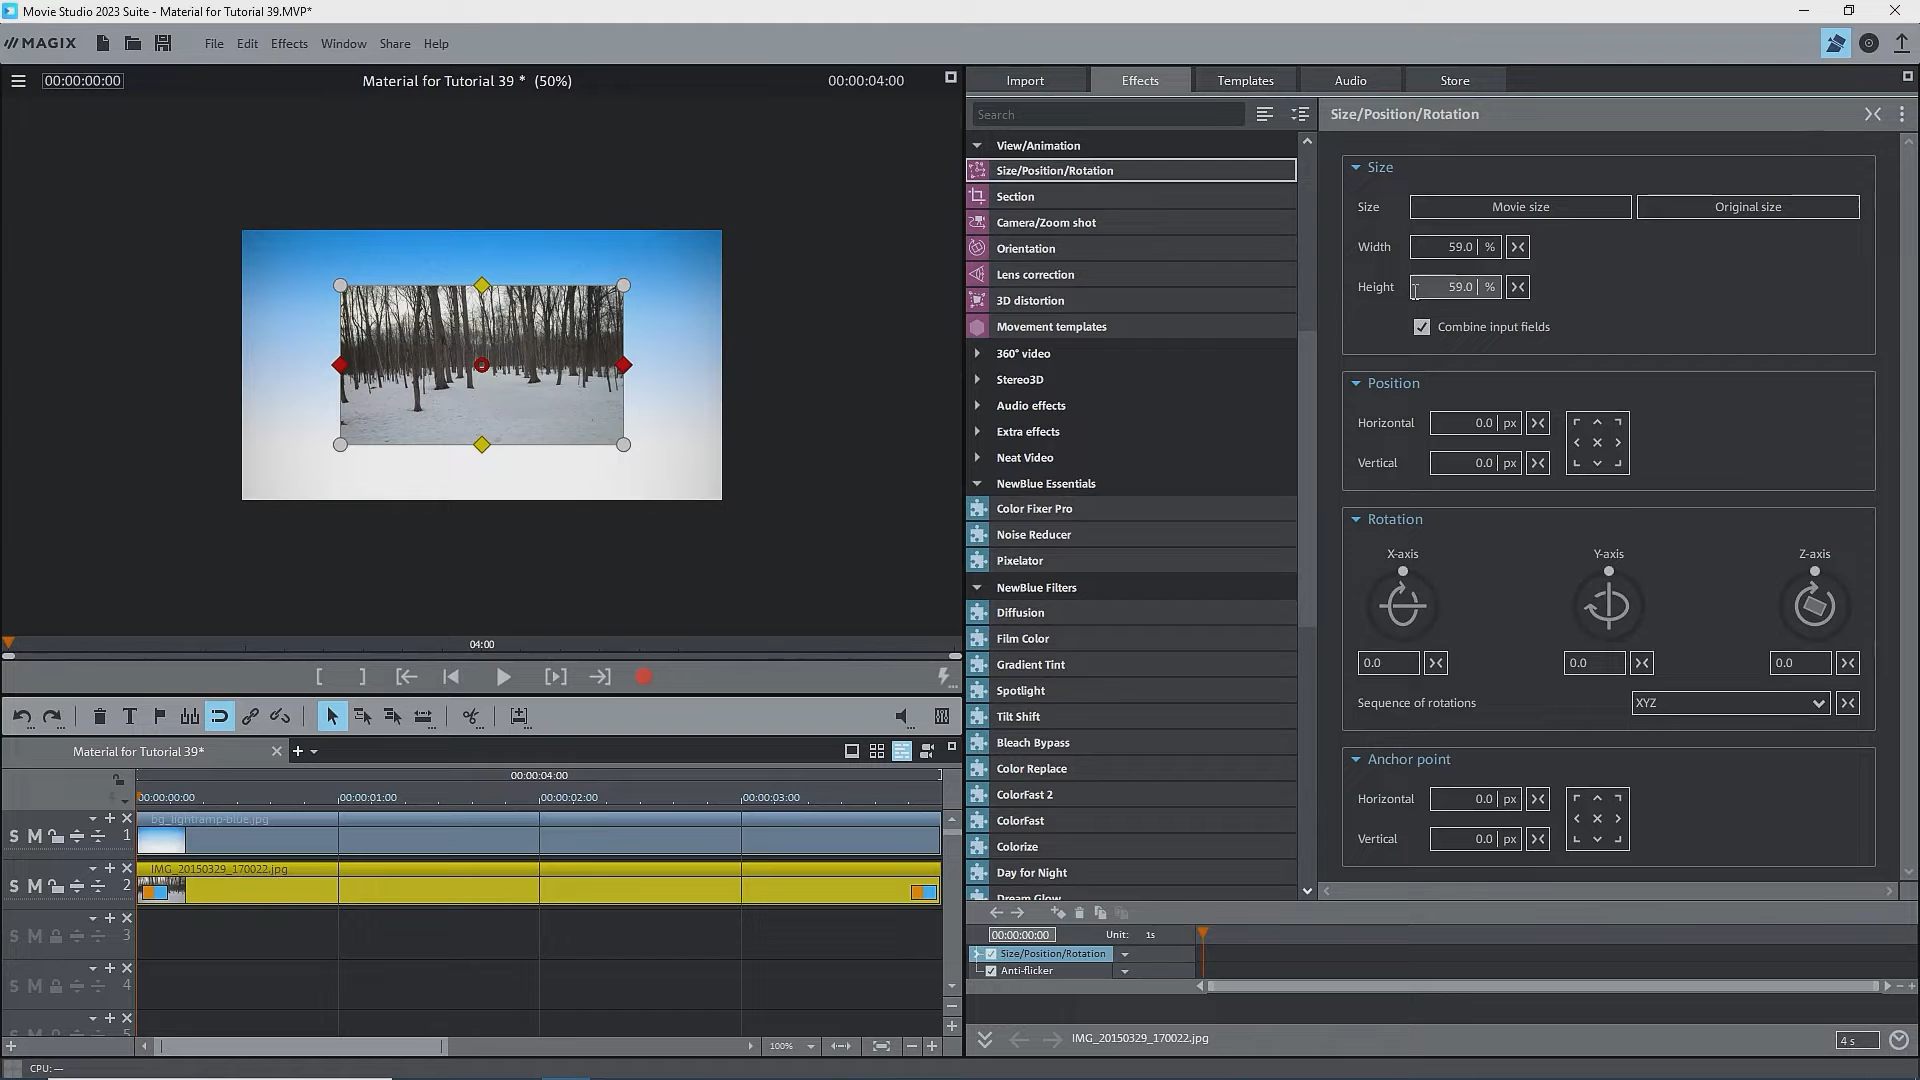 Movie Studio 2023 Suite - Material for Tutorial 39.MVP*
MAGIX File Edit Effects Window Share Help
00:00:00:00 Material for Tutorial 39 * (50%) 00:00:04:00
Import Effects Templates Audio Store
Search
View/Animation
Size/Position/Rotation
Section
Camera/Zoom shot
Orientation
Lens correction
3D distortion
Movement templates
360° video
Stereo3D
Audio effects
Extra effects
Neat Video
NewBlue Essentials
Color Fixer Pro
Noise Reducer
Pixelator
NewBlue Filters
Diffusion
Film Color
Gradient Tint
Spotlight
Tilt Shift
Bleach Bypass
Color Replace
ColorFast 2
ColorFast
Colorize
Day for Night
Dream Glow
Size/Position/Rotation
Size
Size Movie size Original size
Width 59.0 %
Height 59.0 %
Combine input fields
Position
Horizontal 0.0 px
Vertical 0.0 px
Rotation
X-axis Y-axis Z-axis
0.0 0.0 0.0
Sequence of rotations XYZ
Anchor point
Horizontal 0.0 px
Vertical 0.0 px
04:00
Material for Tutorial 39*
00:00:04:00
00:00:00:00 00:00:01:00 00:00:02:00 00:00:03:00
bg_lightramp-blue.jpg
S M 1
IMG_20150329_170022.jpg
S M 2
S M 3
S M 4
5
100%
00:00:00:00 Unit: 1s
Size/Position/Rotation
Anti-flicker
IMG_20150329_170022.jpg 4 s
CPU: —